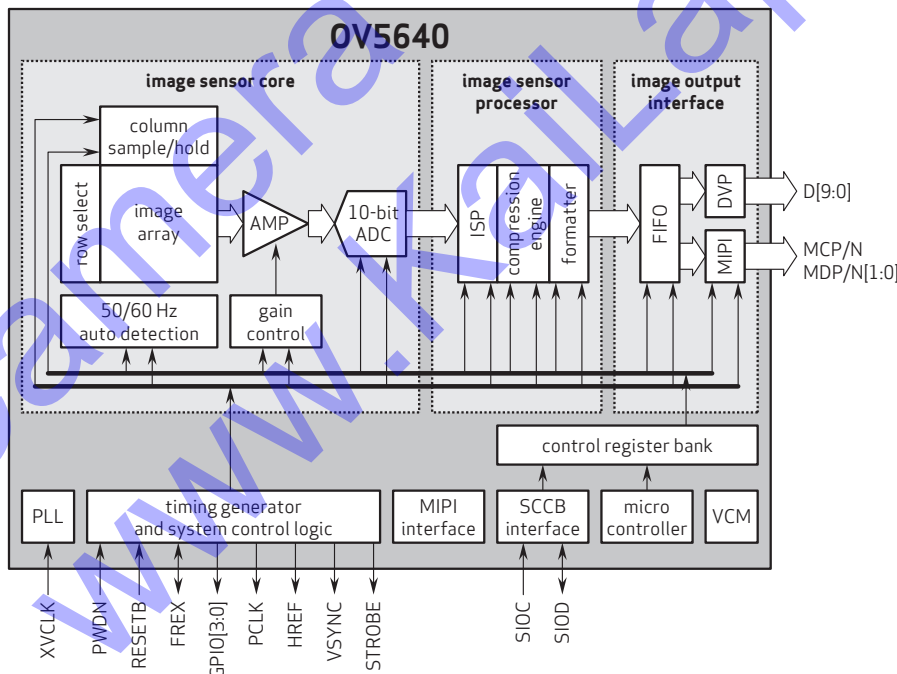 OV5640
image sensor core
image sensor
processor
image output
interface
column
sample/hold
row select
image
array
AMP
10-bit
ADC
ISP
compression
engine
formatter
FIFO
DVP
MIPI
D[9:0]
MCP/N
MDP/N[1:0]
50/60 Hz
auto detection
gain
control
control register bank
PLL
timing generator
and system control logic
MIPI
interface
SCCB
interface
micro
controller
VCM
XVCLK
PWDN
RESETB
FREX
GPIO[3:0]
PCLK
HREF
VSYNC
STROBE
SIOC
SIOD
camera
www.KaiLa